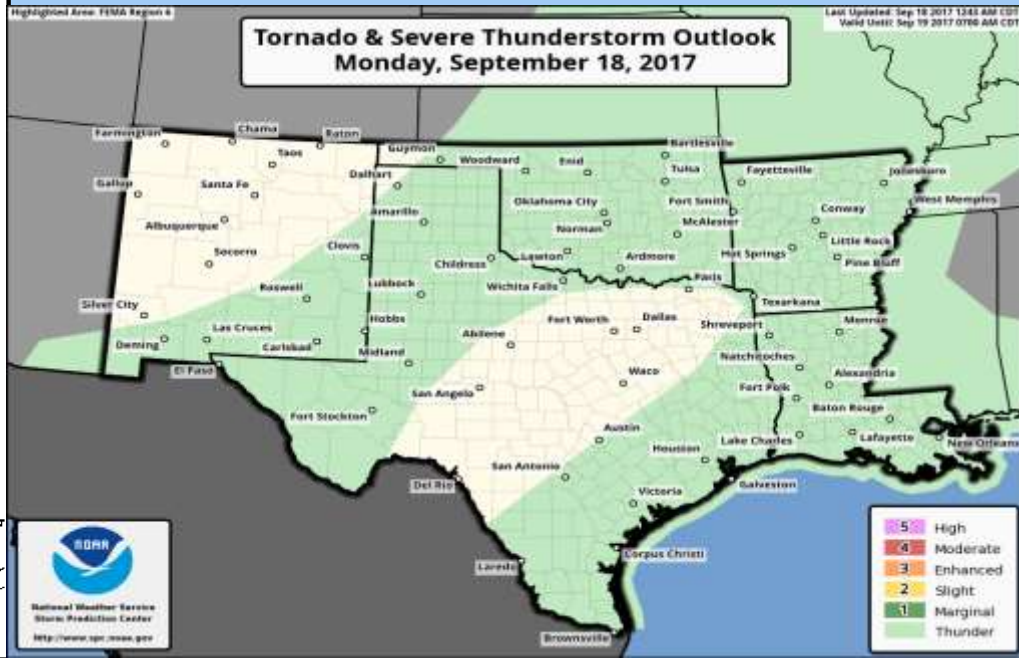 Highlighted Area: FEMA Region 6
Last Updated: Sep 18 2017 1243 AM CDT
Valid Until: Sep 19 2017 0700 AM CDT
Tornado & Severe Thunderstorm Outlook
Monday, September 18, 2017
Farmington
Chama
Raton
Taos
Guymon
Woodward
Enid
Bartlesville
Tulsa
Fayetteville
Jonesboro
Gallup
Santa Fe
Dalhart
Amarillo
Oklahoma City
Fort Smith
Conway
West Memphis
Albuquerque
Norman
McAlester
Little Rock
Socorro
Clovis
Childress
Lawton
Ardmore
Hot Springs
Pine Bluff
Silver City
Roswell
Lubbock
Wichita Falls
Paris
Texarkana
Deming
Las Cruces
Carlsbad
Hobbs
Abilene
Fort Worth
Dallas
Shreveport
Monroe
El Paso
Midland
Natchitoches
San Angelo
Waco
Fort Polk
Alexandria
Fort Stockton
Austin
Baton Rouge
Houston
Lake Charles
Lafayette
New Orleans
San Antonio
Del Rio
Victoria
Galveston
Laredo
Corpus Christi
Brownsville
NOAA
National Weather Service
Storm Prediction Center
http://www.spc.noaa.gov
5 High
4 Moderate
3 Enhanced
2 Slight
1 Marginal
Thunder